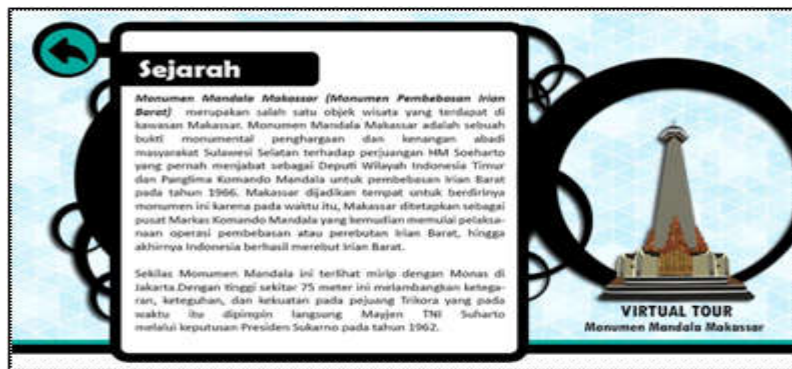 Sejarah
Monumen Mandala Makassar (Monumen Pembebasan Irian
Barat) merupakan salah satu objek wisata yang terdapat di
kawasan Makassar. Monumen Mandala Makassar adalah sebuah
bukti monumental penghargaan dan kenangan abadi
masyarakat Sulawesi Selatan terhadap perjuangan HM Soeharto
yang pernah menjabat sebagai Deputi Wilayah Indonesia Timur
dan Panglima Komando Mandala untuk pembebasan Irian Barat
pada tahun 1966. Makassar dijadikan tempat untuk berdirinya
monumen ini karena pada waktu itu, Makassar ditetapkan sebagai
pusat Markas Komando Mandala yang kemudian memulai pelaksa-
naan operasi pembebasan atau perebutan Irian Barat, hingga
akhirnya Indonesia berhasil merebut Irian Barat.
Sekilas Monumen Mandala ini terlihat mirip dengan Monas di
Jakarta.Dengan tinggi sekitar 75 meter ini melambangkan ketega-
ran, keteguhan, dan kekuatan pada pejuang Trikora yang pada
waktu itu dipimpin langsung Mayjen TNI Suharto
melalui keputusan Presiden Sukarno pada tahun 1962.
VIRTUAL TOUR
Monumen Mandala Makassar